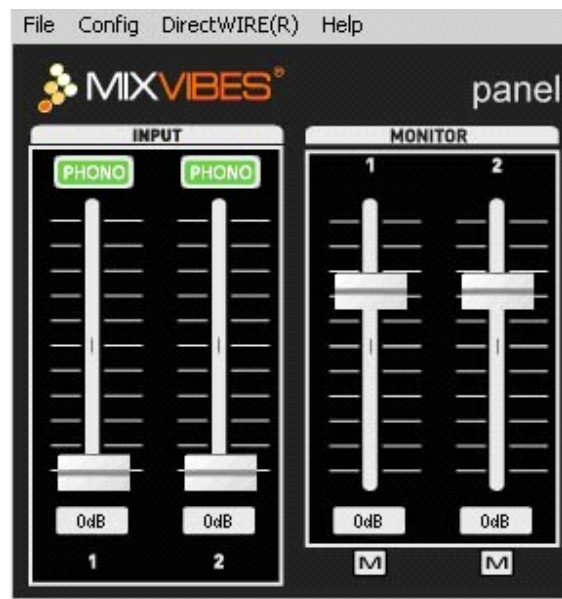 File Config DirectWIRE(R) Help
MIXVIBES® panel
INPUT MONITOR
PHONO PHONO 1 2
0dB 0dB 0dB 0dB
1 2 M M